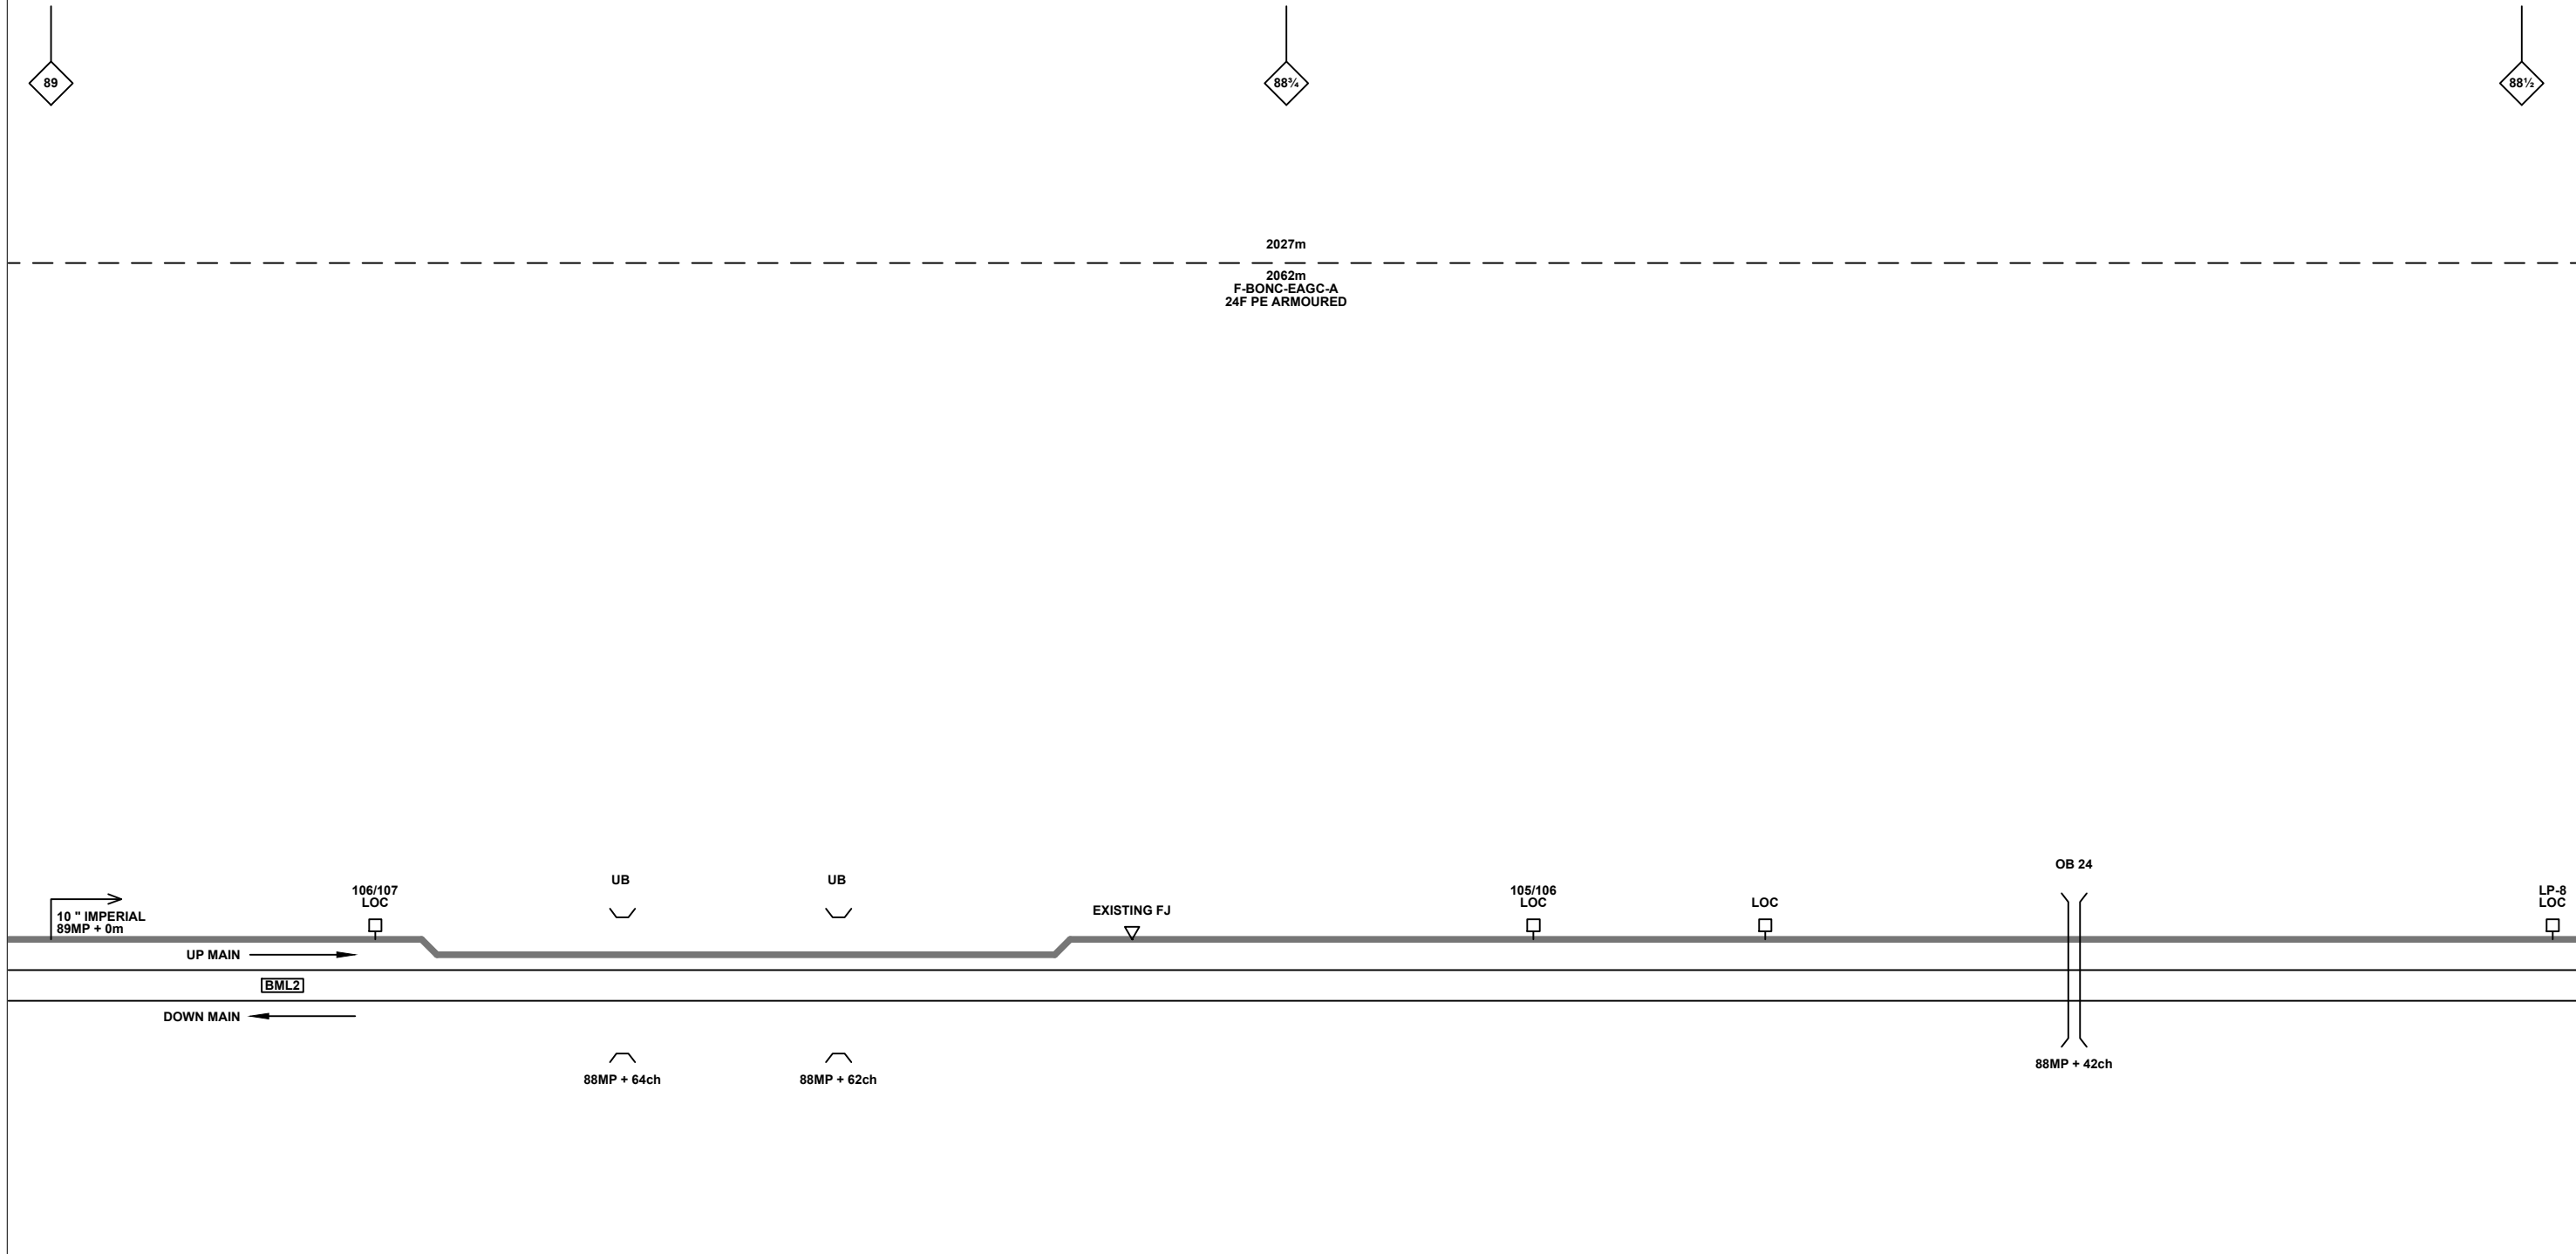 89
88¾
88½
2027m
2062m
F-BONC-EAGC-A
24F PE ARMOURED
OB 24
UB
UB
106/107
LOC
105/106
LOC
LP-8
LOC
LOC
EXISTING FJ
10 " IMPERIAL
89MP + 0m
UP MAIN
BML2
DOWN MAIN
88MP + 42ch
88MP + 64ch
88MP + 62ch